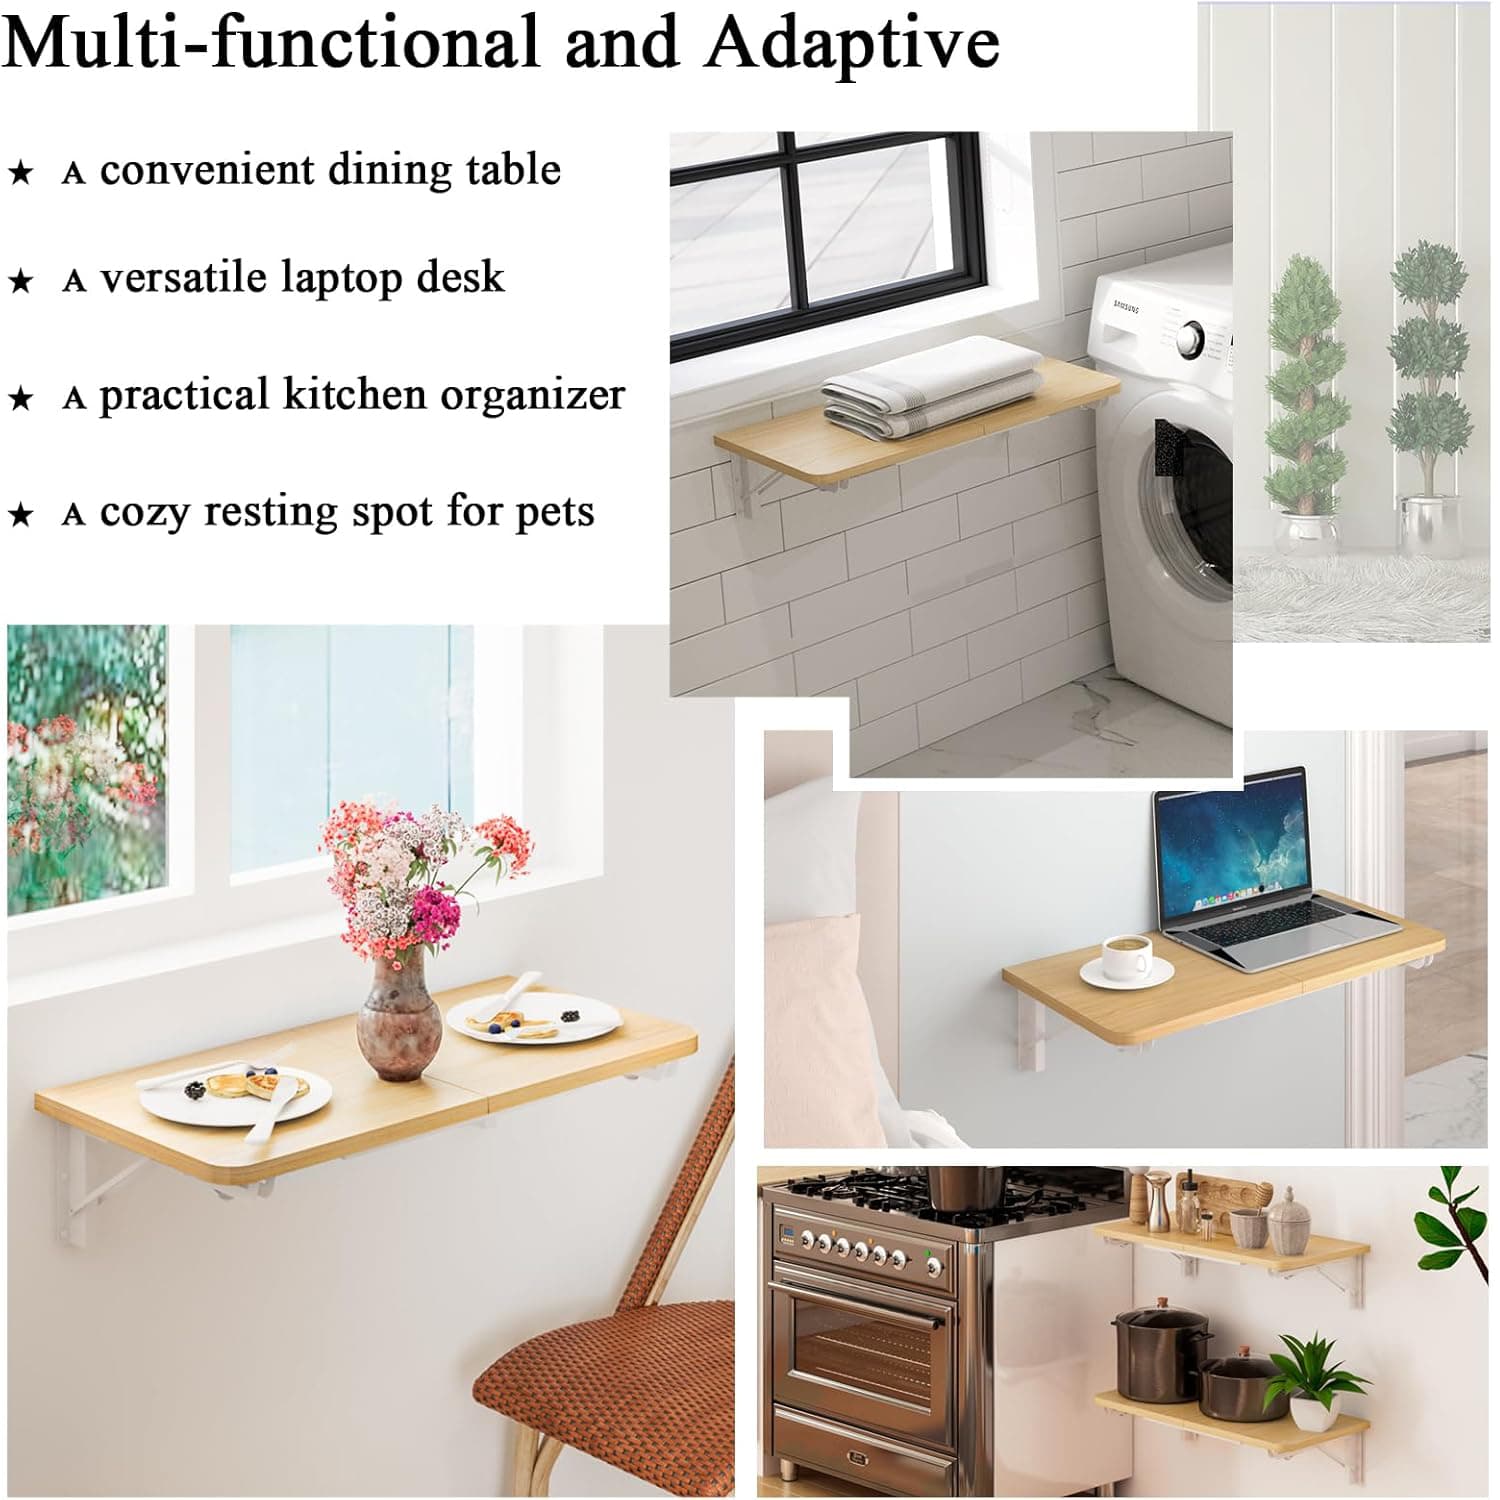 Multi-functional and Adaptive
★ A convenient dining table
★ A versatile laptop desk
★ A practical kitchen organizer
★ A cozy resting spot for pets
SAMSUNG